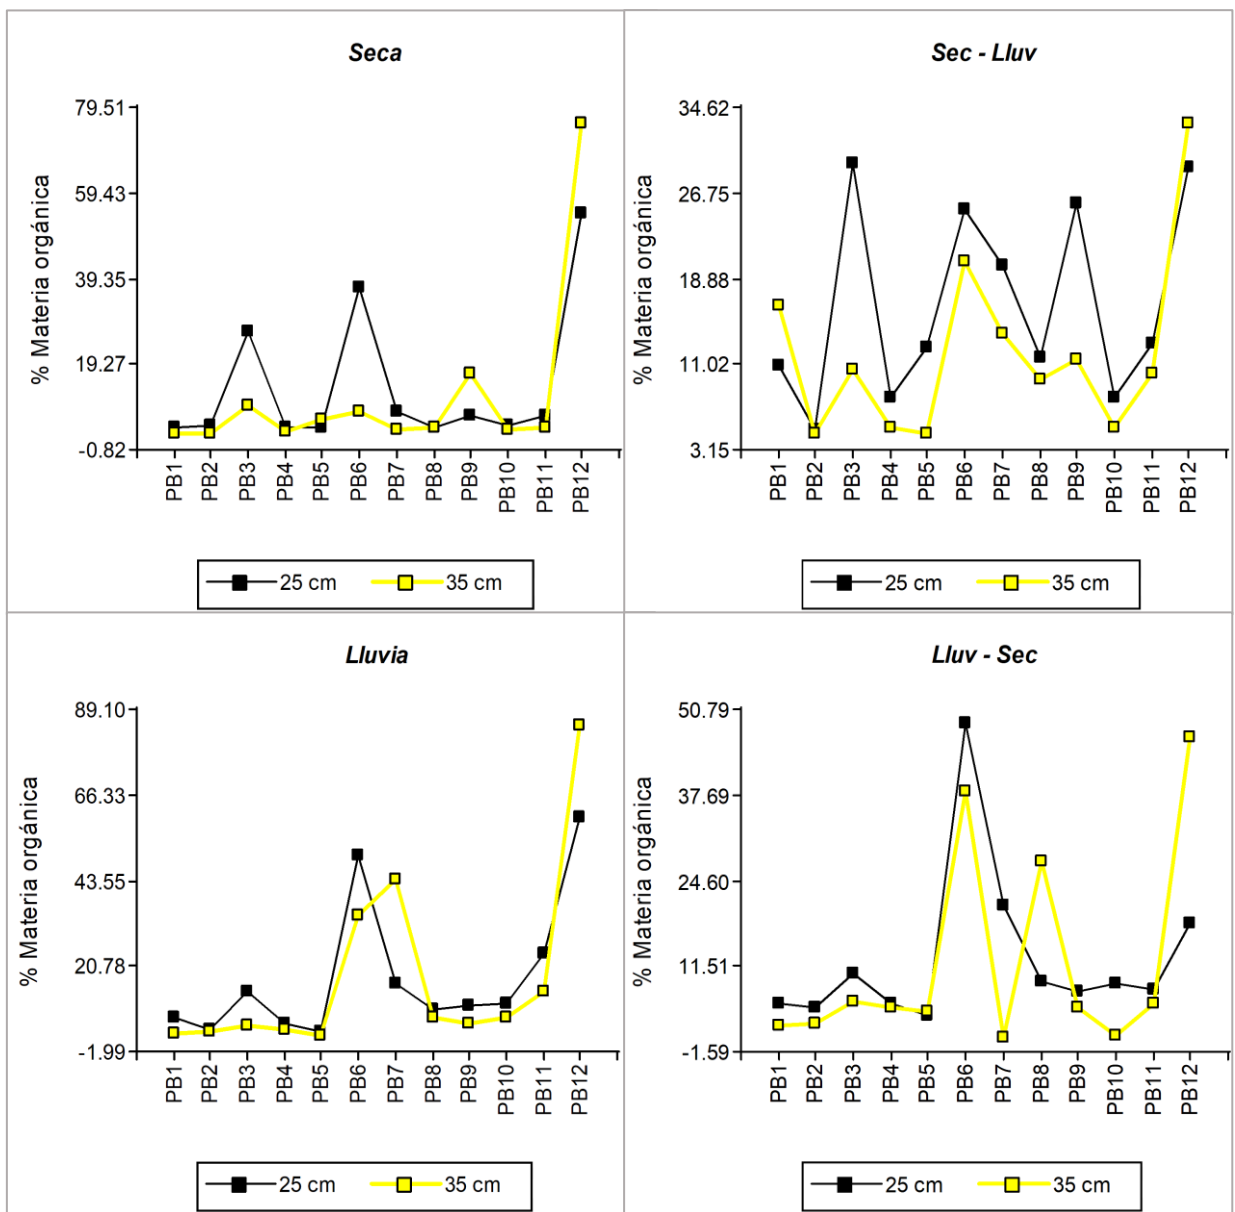 Seca
% Materia orgánica
79.51
59.43
39.35
19.27
-0.82
PB1 PB2 PB3 PB4 PB5 PB6 PB7 PB8 PB9 PB10 PB11 PB12
25 cm 35 cm
Sec - Lluv
% Materia orgánica
34.62
26.75
18.88
11.02
3.15
PB1 PB2 PB3 PB4 PB5 PB6 PB7 PB8 PB9 PB10 PB11 PB12
25 cm 35 cm
Lluvia
% Materia orgánica
89.10
66.33
43.55
20.78
-1.99
PB1 PB2 PB3 PB4 PB5 PB6 PB7 PB8 PB9 PB10 PB11 PB12
25 cm 35 cm
Lluv - Sec
% Materia orgánica
50.79
37.69
24.60
11.51
-1.59
PB1 PB2 PB3 PB4 PB5 PB6 PB7 PB8 PB9 PB10 PB11 PB12
25 cm 35 cm